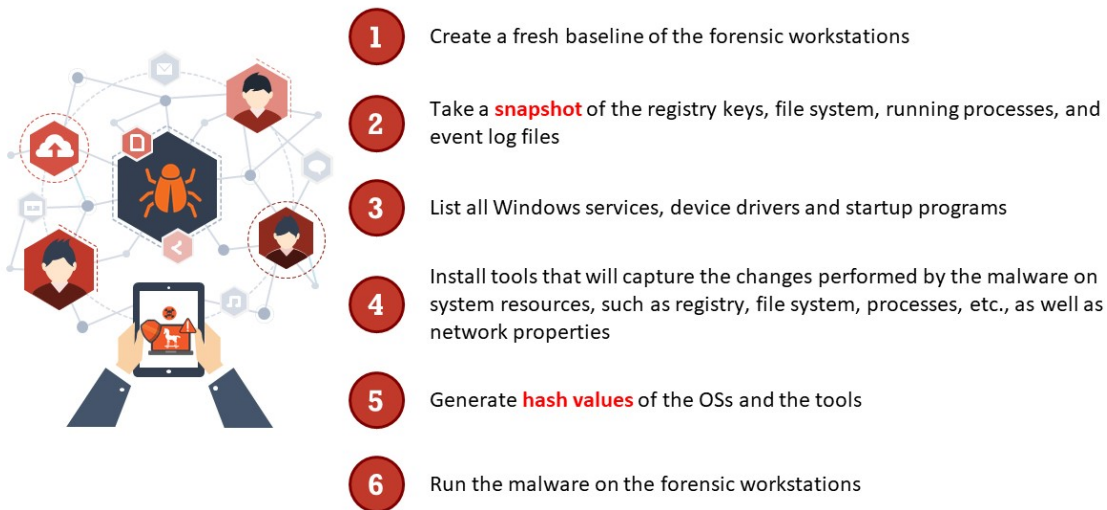 1
Create a fresh baseline of the forensic workstations
2
Take a snapshot of the registry keys, file system, running processes, and
event log files
3
List all Windows services, device drivers and startup programs
4
Install tools that will capture the changes performed by the malware on
system resources, such as registry, file system, processes, etc., as well as
network properties
5
Generate hash values of the OSs and the tools
6
Run the malware on the forensic workstations